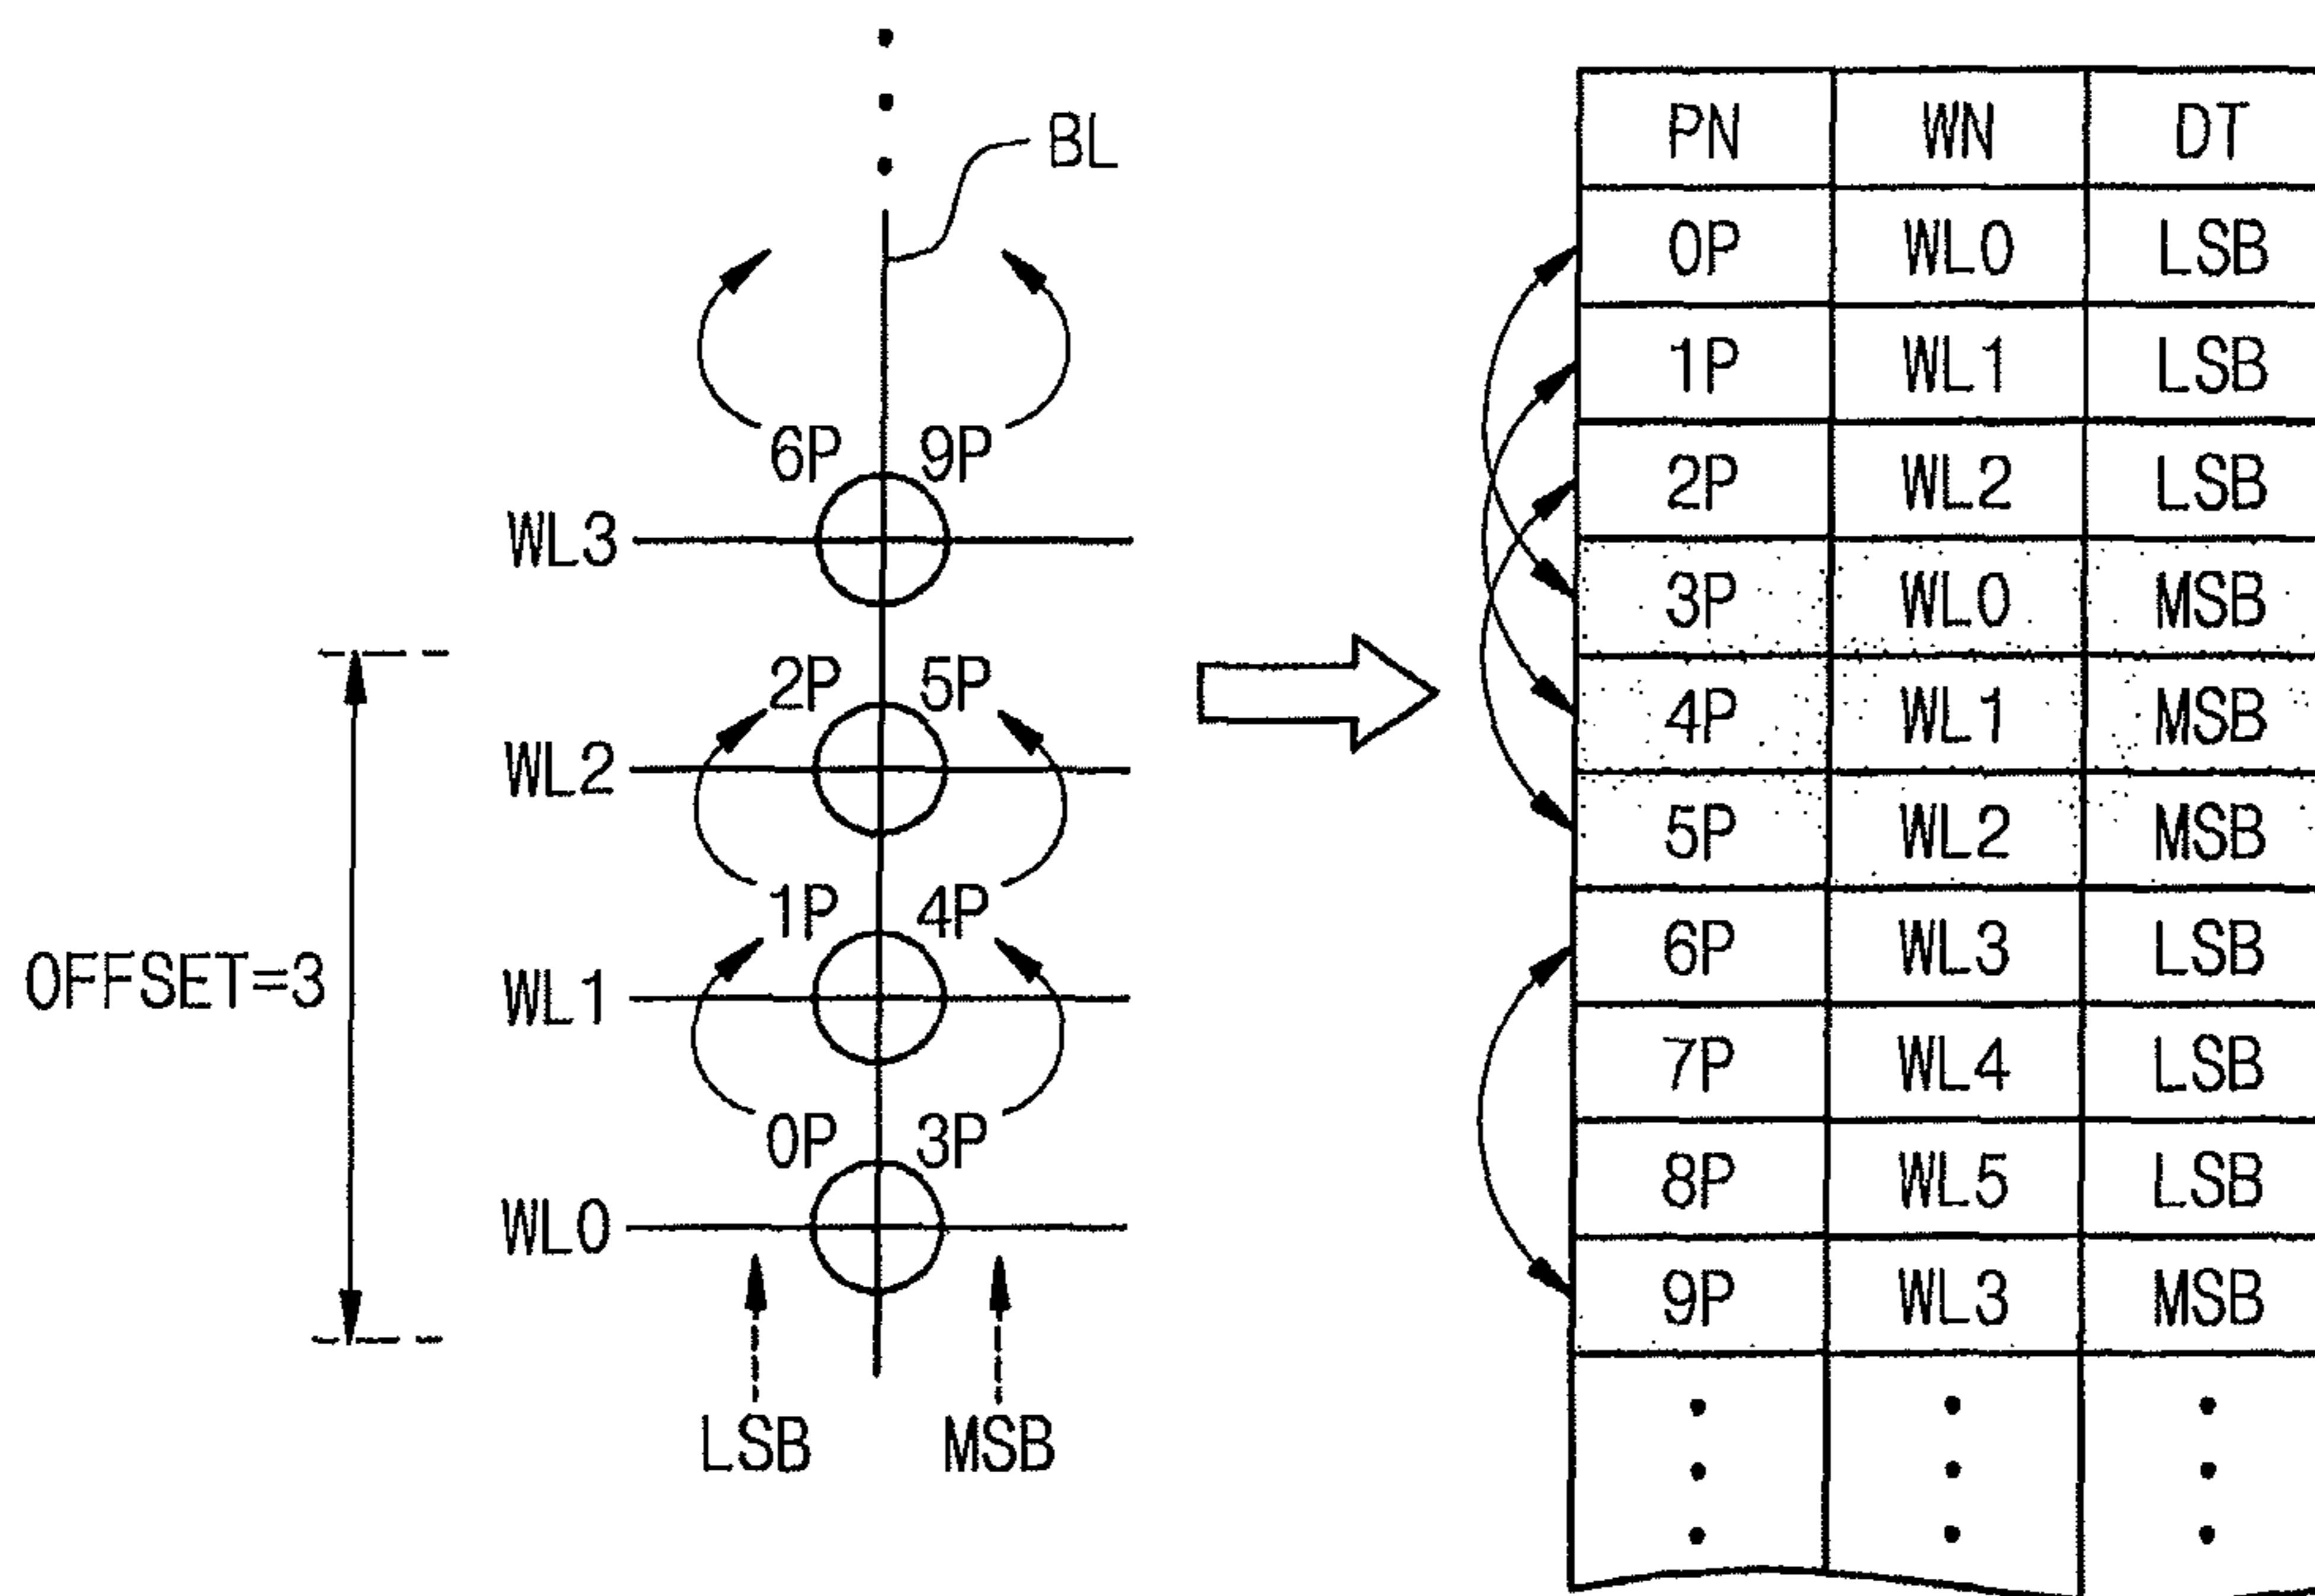 BL
6P 9P
WL3
2P 5P
WL2
1P 4P
WL1
OFFSET=3
0P 3P
WL0
LSB MSB
PN WN DT
0P WL0 LSB
1P WL1 LSB
2P WL2 LSB
3P WL0 MSB
4P WL1 MSB
5P WL2 MSB
6P WL3 LSB
7P WL4 LSB
8P WL5 LSB
9P WL3 MSB